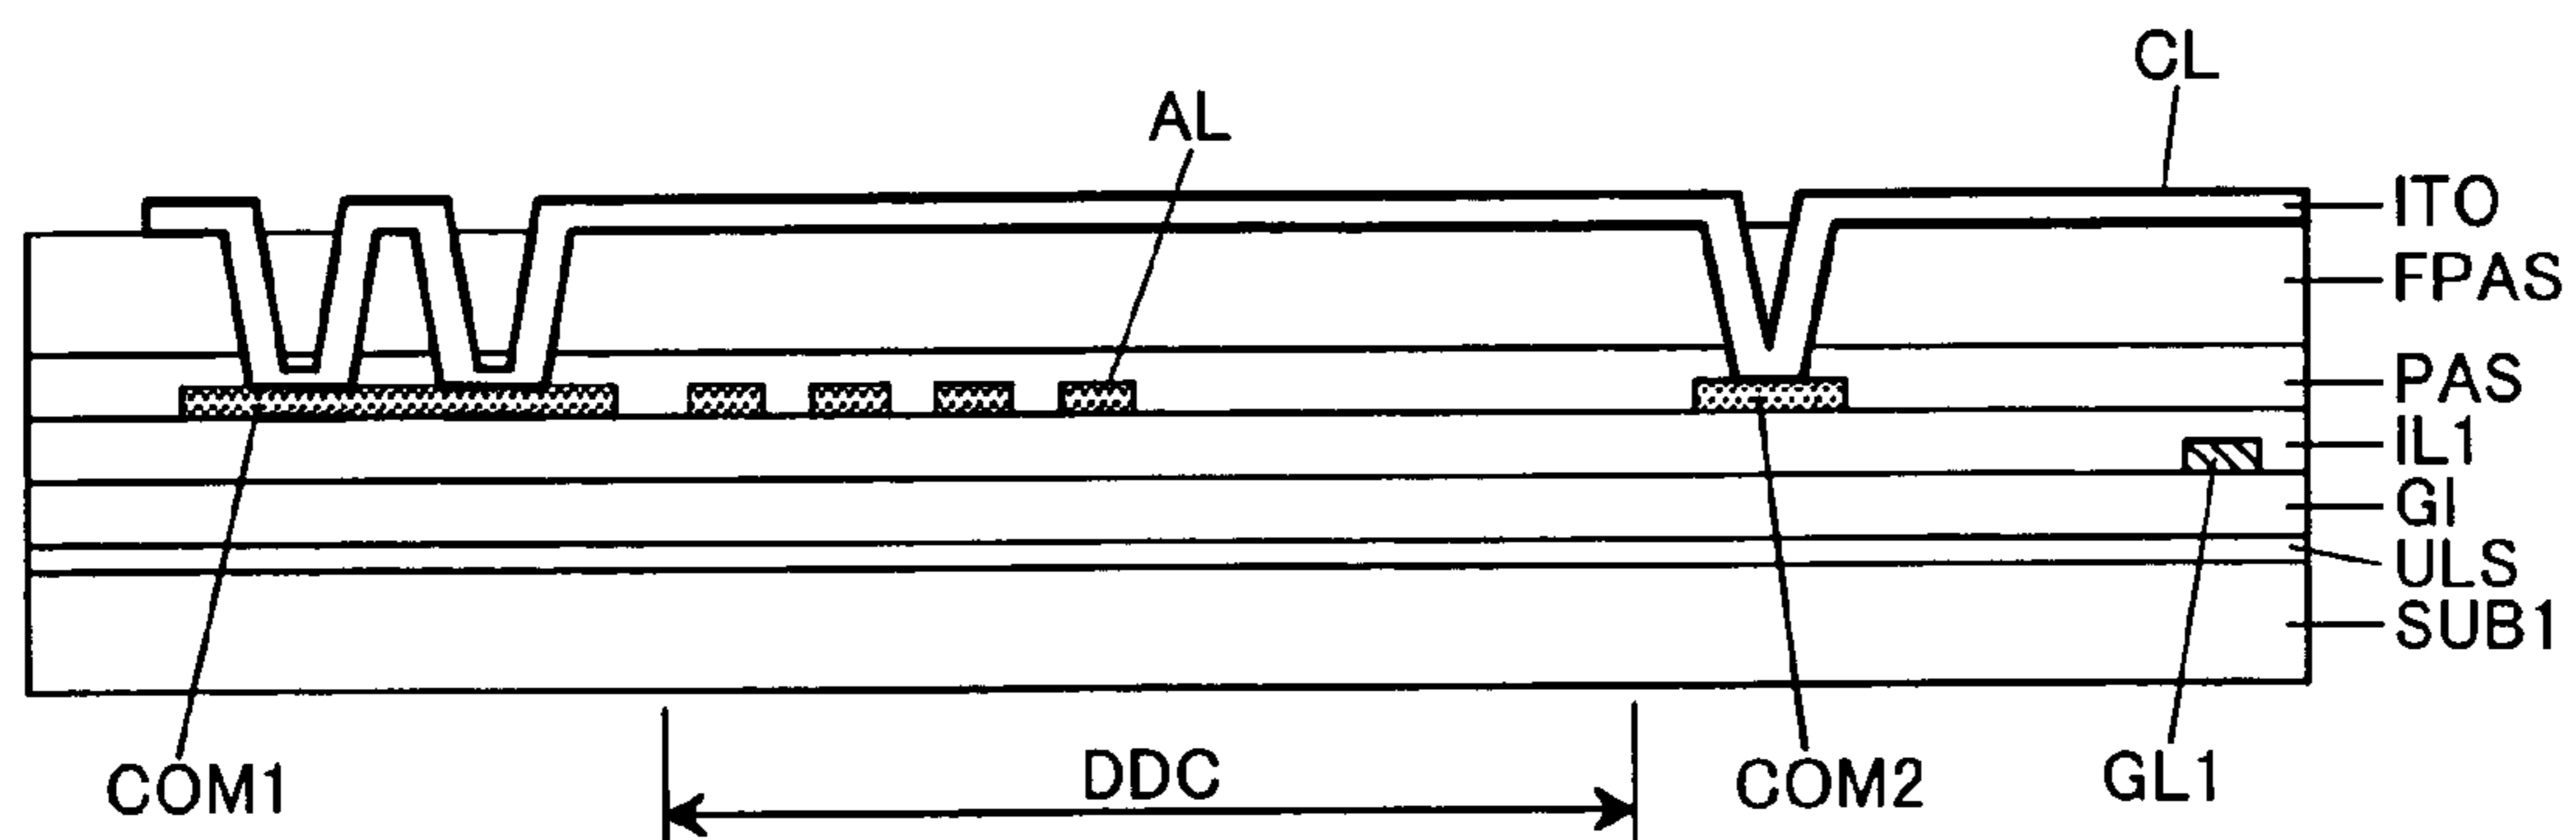 CL
AL
ITO
FPAS
PAS
IL1
GI
ULS
SUB1
COM1
DDC
COM2
GL1